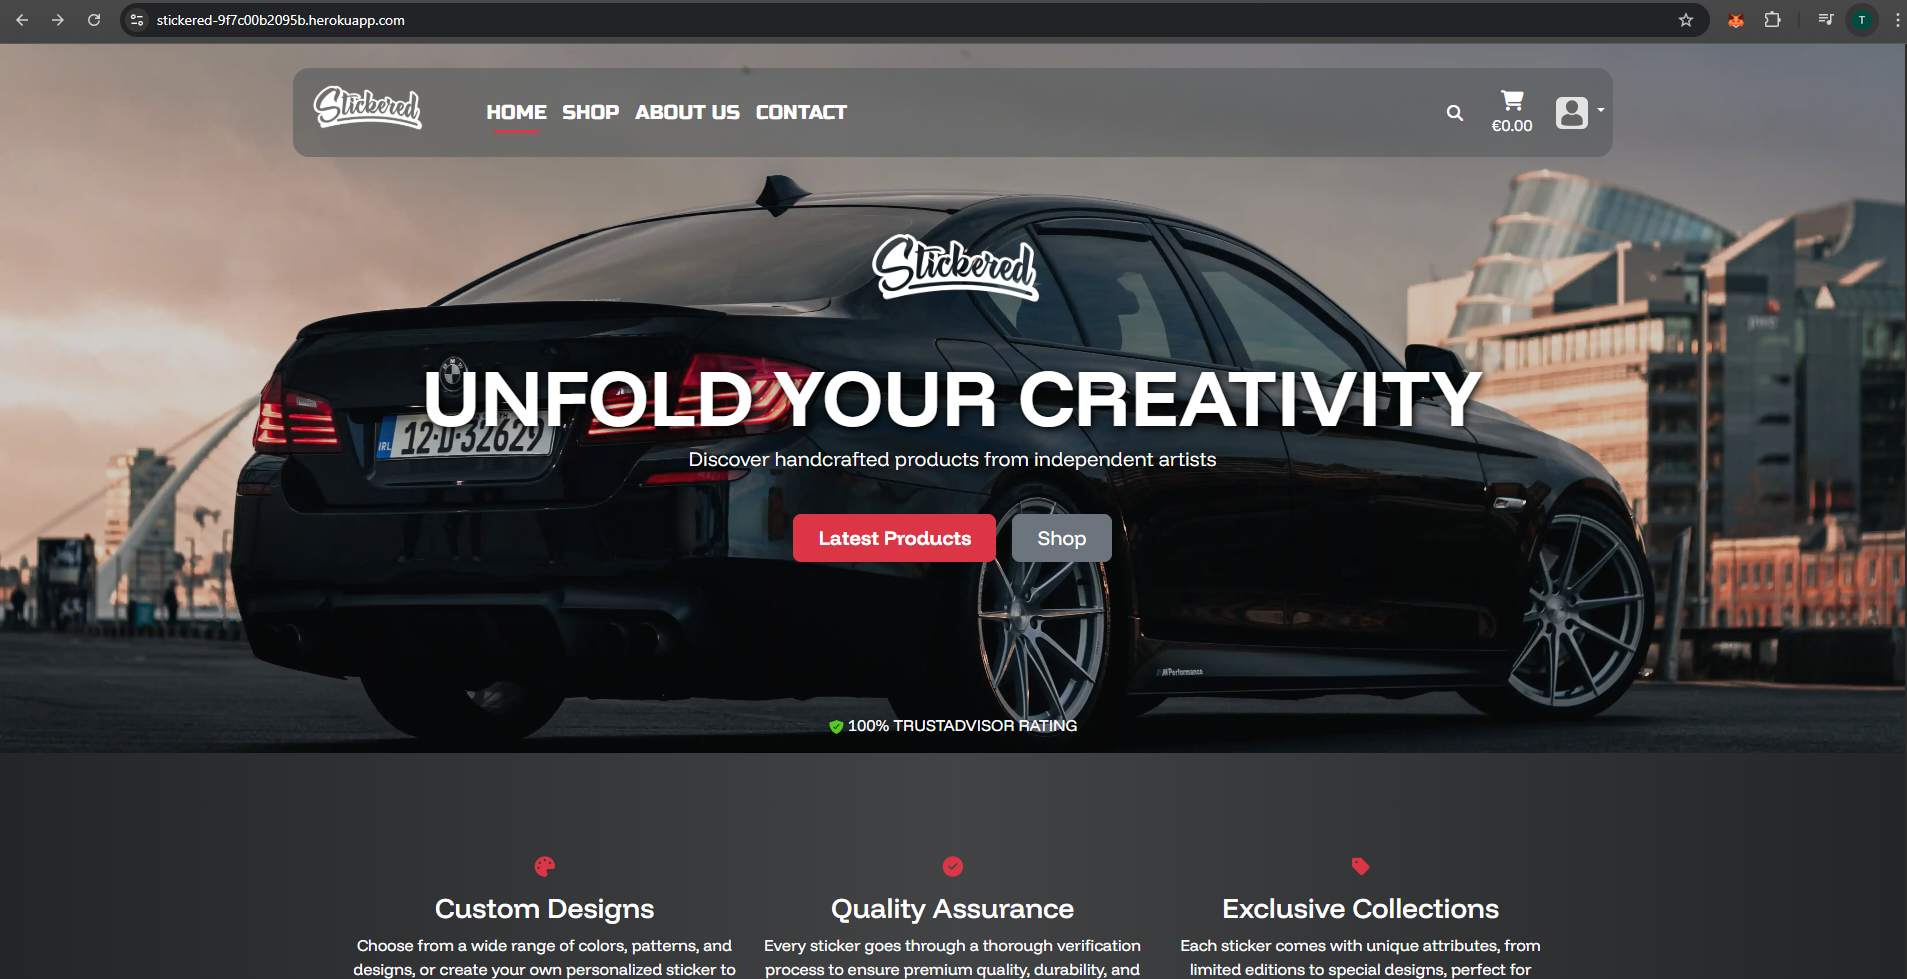 stickered-9f7c00b2095b.herokuapp.com
T
Stickered
HOME SHOP ABOUT US CONTACT
€0.00
Stickered
UNFOLD YOUR CREATIVITY
IRL 12-D-32629
Discover handcrafted products from independent artists
Latest Products Shop
M Performance
100% TRUSTADVISOR RATING
Custom Designs
Choose from a wide range of colors, patterns, and
designs, or create your own personalized sticker to
Quality Assurance
Every sticker goes through a thorough verification
process to ensure premium quality, durability, and
Exclusive Collections
Each sticker comes with unique attributes, from
limited editions to special designs, perfect for